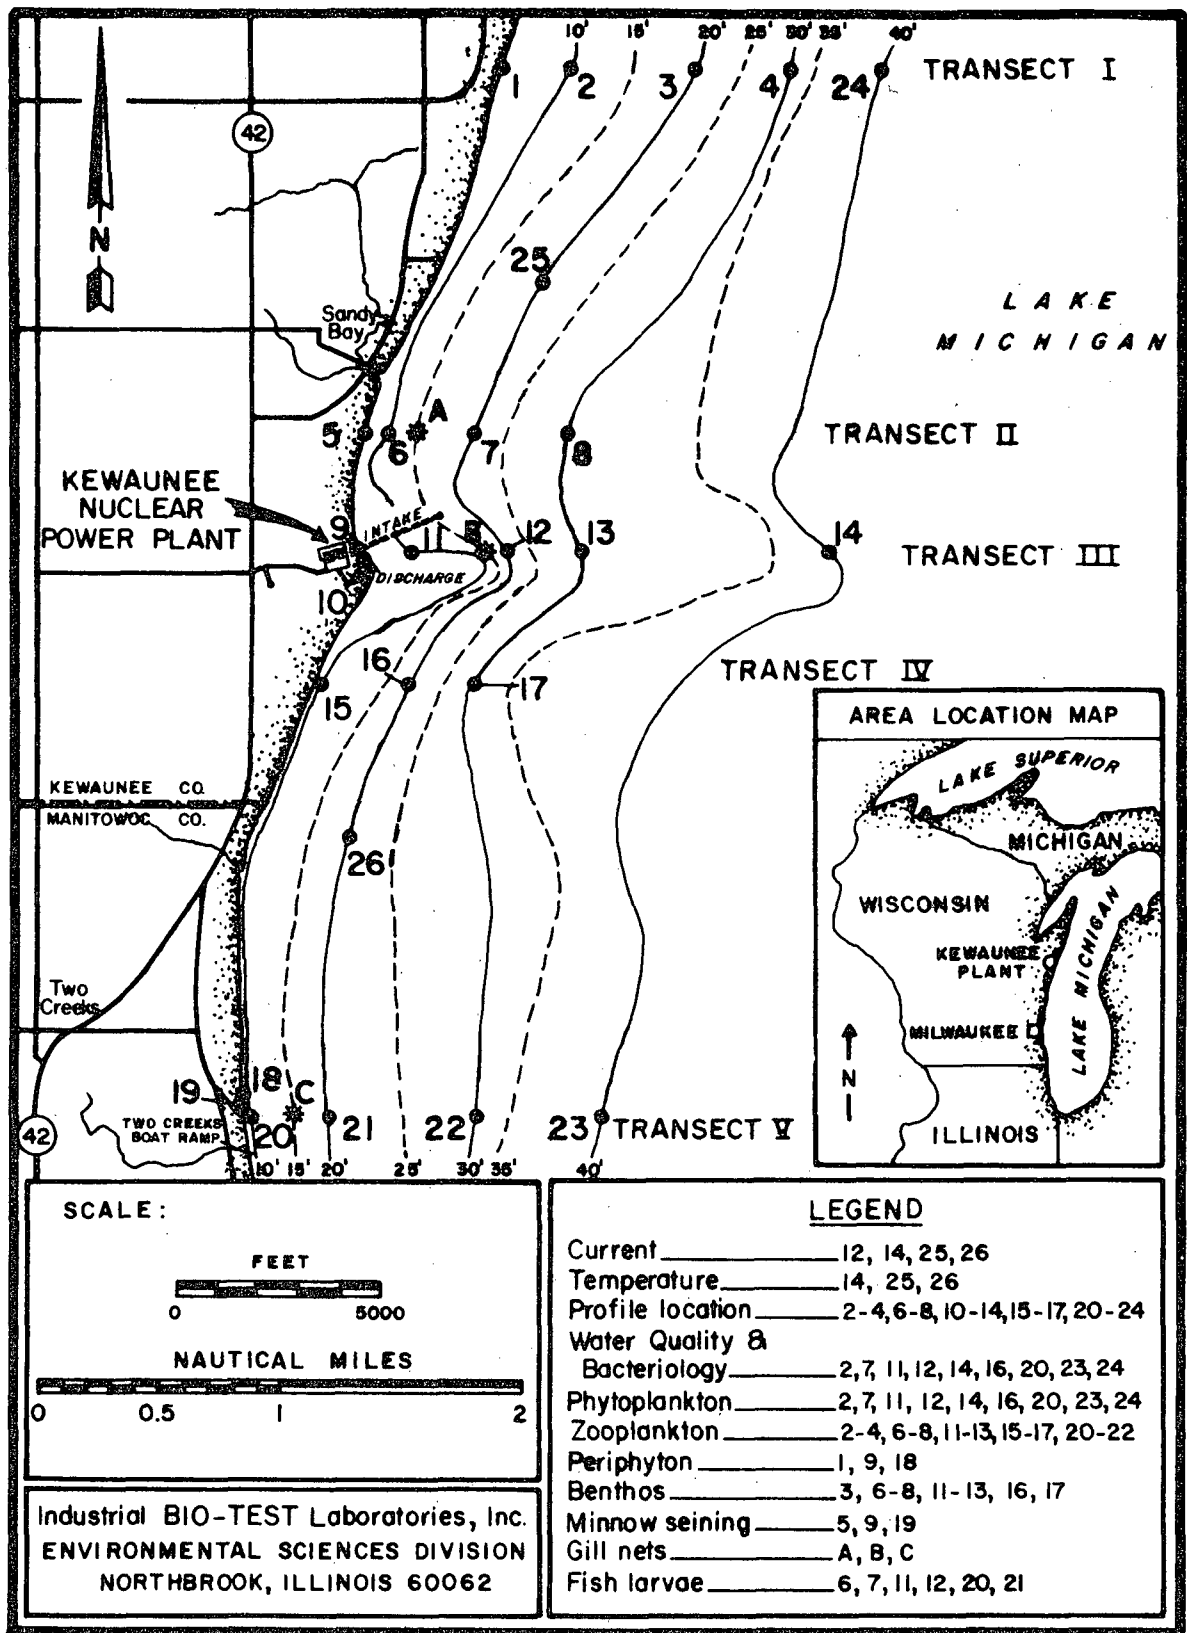 10' 15' 20' 25' 30' 35' 40'
1 2 3 4 24 TRANSECT I
42
N
25
LAKE
MICHIGAN
Sandy
Bay
A
5 6 7 8 TRANSECT II
KEWAUNEE
NUCLEAR
POWER PLANT
9 INTAKE
11 B 12 13 14 TRANSECT III
DISCHARGE
10
16 TRANSECT IV
15 17
KEWAUNEE CO.
MANITOWOC CO.
26
Two
Creeks
19 18 C
TWO CREEKS
BOAT RAMP
42
20 21 22 23 TRANSECT V
10' 15' 20' 25' 30' 35' 40'
AREA LOCATION MAP
LAKE SUPERIOR
MICHIGAN
WISCONSIN
LAKE MICHIGAN
KEWAUNEE
PLANT
MILWAUKEE
N
ILLINOIS
SCALE:
FEET
0 5000
NAUTICAL MILES
0 0.5 1 2
Industrial BIO-TEST Laboratories, Inc.
ENVIRONMENTAL SCIENCES DIVISION
NORTHBROOK, ILLINOIS 60062
LEGEND
Current 12, 14, 25, 26
Temperature 14, 25, 26
Profile location 2-4, 6-8, 10-14, 15-17, 20-24
Water Quality &
Bacteriology 2, 7, 11, 12, 14, 16, 20, 23, 24
Phytoplankton 2, 7, 11, 12, 14, 16, 20, 23, 24
Zooplankton 2-4, 6-8, 11-13, 15-17, 20-22
Periphyton 1, 9, 18
Benthos 3, 6-8, 11-13, 16, 17
Minnow seining 5, 9, 19
Gill nets A, B, C
Fish larvae 6, 7, 11, 12, 20, 21